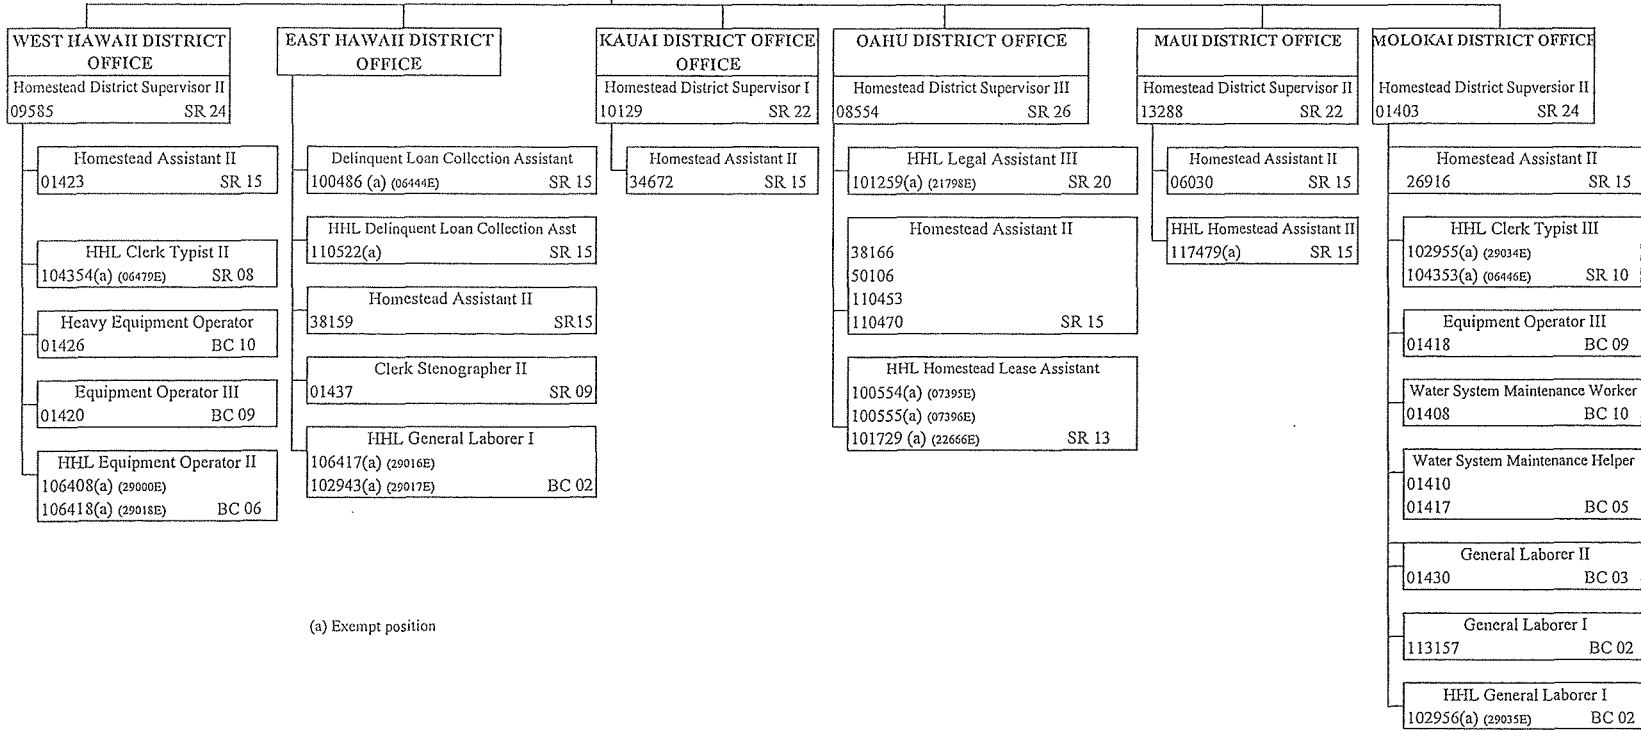 WEST HAWAII DISTRICT
OFFICE
Homestead District Supervisor II
09585 SR 24
Homestead Assistant II
01423 SR 15
HHL Clerk Typist II
104354(a) (06479E) SR 08
Heavy Equipment Operator
01426 BC 10
Equipment Operator III
01420 BC 09
HHL Equipment Operator II
106408(a) (29000E)
106418(a) (29018E) BC 06
EAST HAWAII DISTRICT
OFFICE
Delinquent Loan Collection Assistant
100486 (a) (06444E) SR 15
HHL Delinquent Loan Collection Asst
110522(a) SR 15
Homestead Assistant II
38159 SR15
Clerk Stenographer II
01437 SR 09
HHL General Laborer I
106417(a) (29016E)
102943(a) (29017E) BC 02
(a) Exempt position
KAUAI DISTRICT OFFICE
OFFICE
Homestead District Supervisor I
10129 SR 22
Homestead Assistant II
34672 SR 15
OAHU DISTRICT OFFICE
Homestead District Supervisor III
08554 SR 26
HHL Legal Assistant III
101259(a) (21798E) SR 20
Homestead Assistant II
38166
50106
110453
110470 SR 15
HHL Homestead Lease Assistant
100554(a) (07395E)
100555(a) (07396E)
101729 (a) (22666E) SR 13
MAUI DISTRICT OFFICE
Homestead District Supervisor II
13288 SR 22
Homestead Assistant II
06030 SR 15
HHL Homestead Assistant II
117479(a) SR 15
MOLOKAI DISTRICT OFFICE
Homestead District Supversior II
01403 SR 24
Homestead Assistant II
26916 SR 15
HHL Clerk Typist III
102955(a) (29034E)
104353(a) (06446E) SR 10
Equipment Operator III
01418 BC 09
Water System Maintenance Worker
01408 BC 10
Water System Maintenance Helper
01410
01417 BC 05
General Laborer II
01430 BC 03
General Laborer I
113157 BC 02
HHL General Laborer I
102956(a) (29035E) BC 02